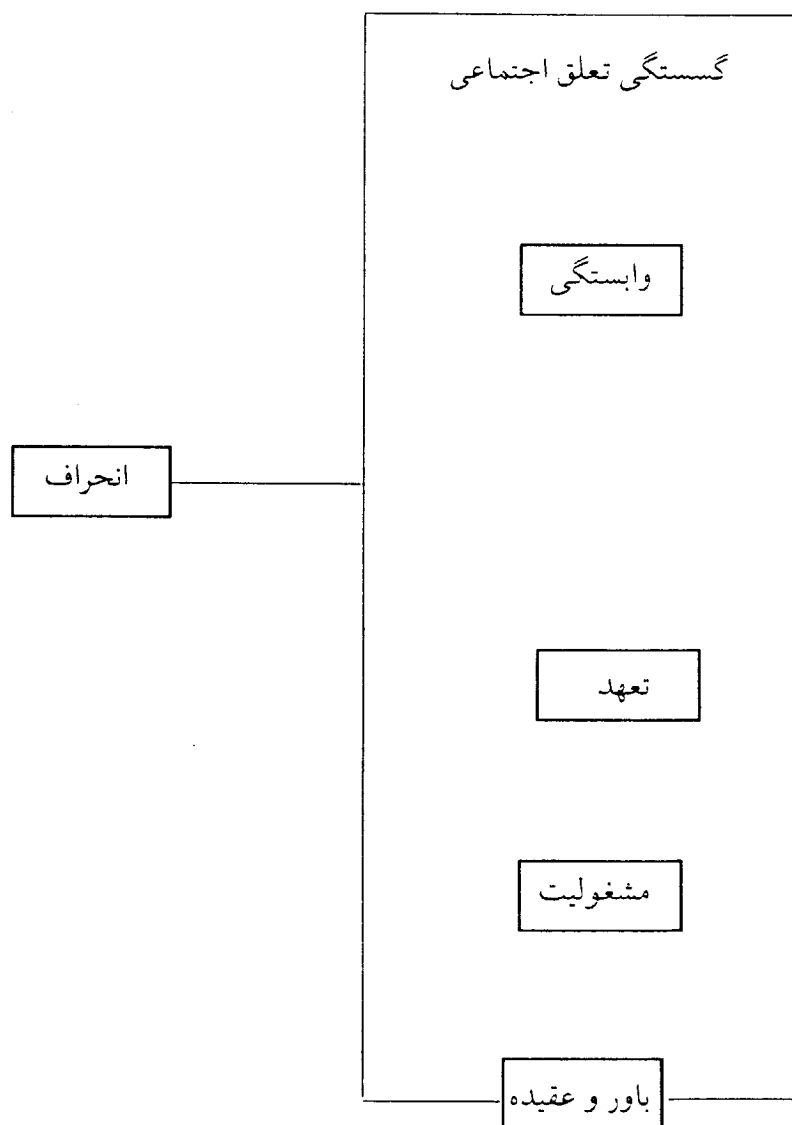 گسستگی تعلق اجتماعی
وابستگی
انحراف
تعهد
مشغولیت
باور و عقیده